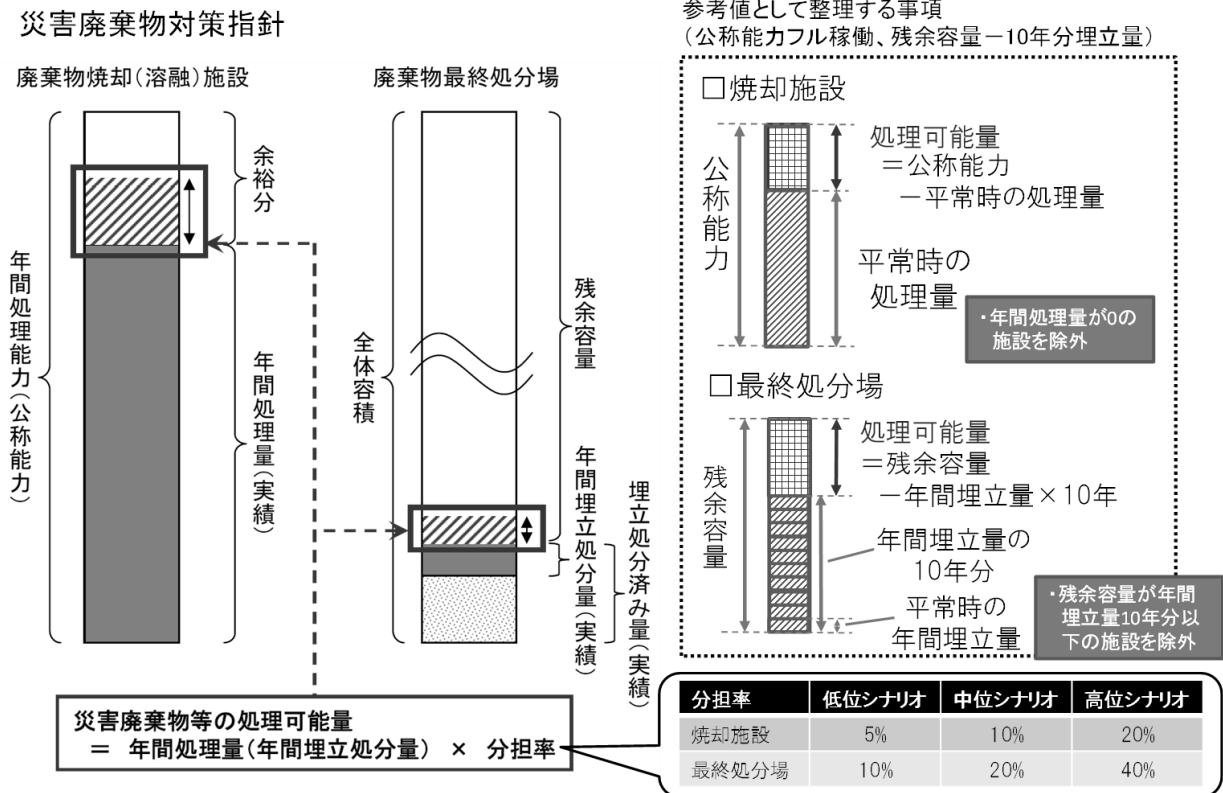 災害廃棄物対策指針
廃棄物焼却(溶融)施設
廃棄物最終処分場
年間処理能力(公称能力)
余裕分
年間処理量(実績)
全体容積
残余容量
年間埋立処分量(実績)
埋立処分済み量(実績)
災害廃棄物等の処理可能量
= 年間処理量(年間埋立処分量) × 分担率
参考値として整理する事項
(公称能力フル稼働、残余容量－10年分埋立量)
□焼却施設
公称能力
処理可能量
＝公称能力
－平常時の処理量
平常時の
処理量
・年間処理量が0の
施設を除外
□最終処分場
残余容量
処理可能量
＝残余容量
－年間埋立量×10年
年間埋立量の
10年分
平常時の
年間埋立量
・残余容量が年間
埋立量10年分以
下の施設を除外
分担率 低位シナリオ 中位シナリオ 高位シナリオ
焼却施設 5% 10% 20%
最終処分場 10% 20% 40%